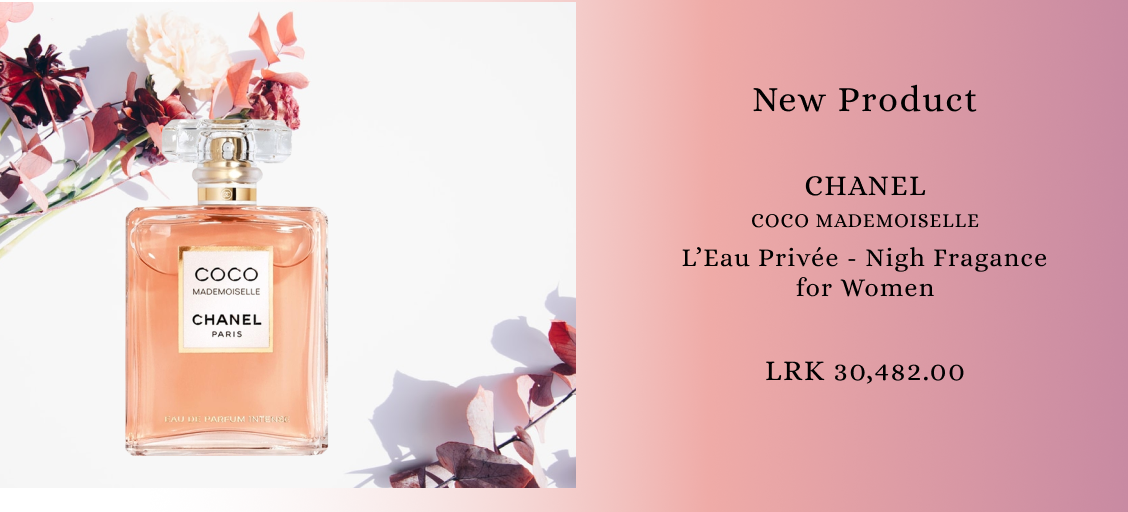 COCO
MADEMOISELLE
CHANEL
PARIS
EAU DE PARFUM INTENSE
New Product
CHANEL
COCO MADEMOISELLE
L’Eau Privée - Nigh Fragance
for Women
LRK 30,482.00